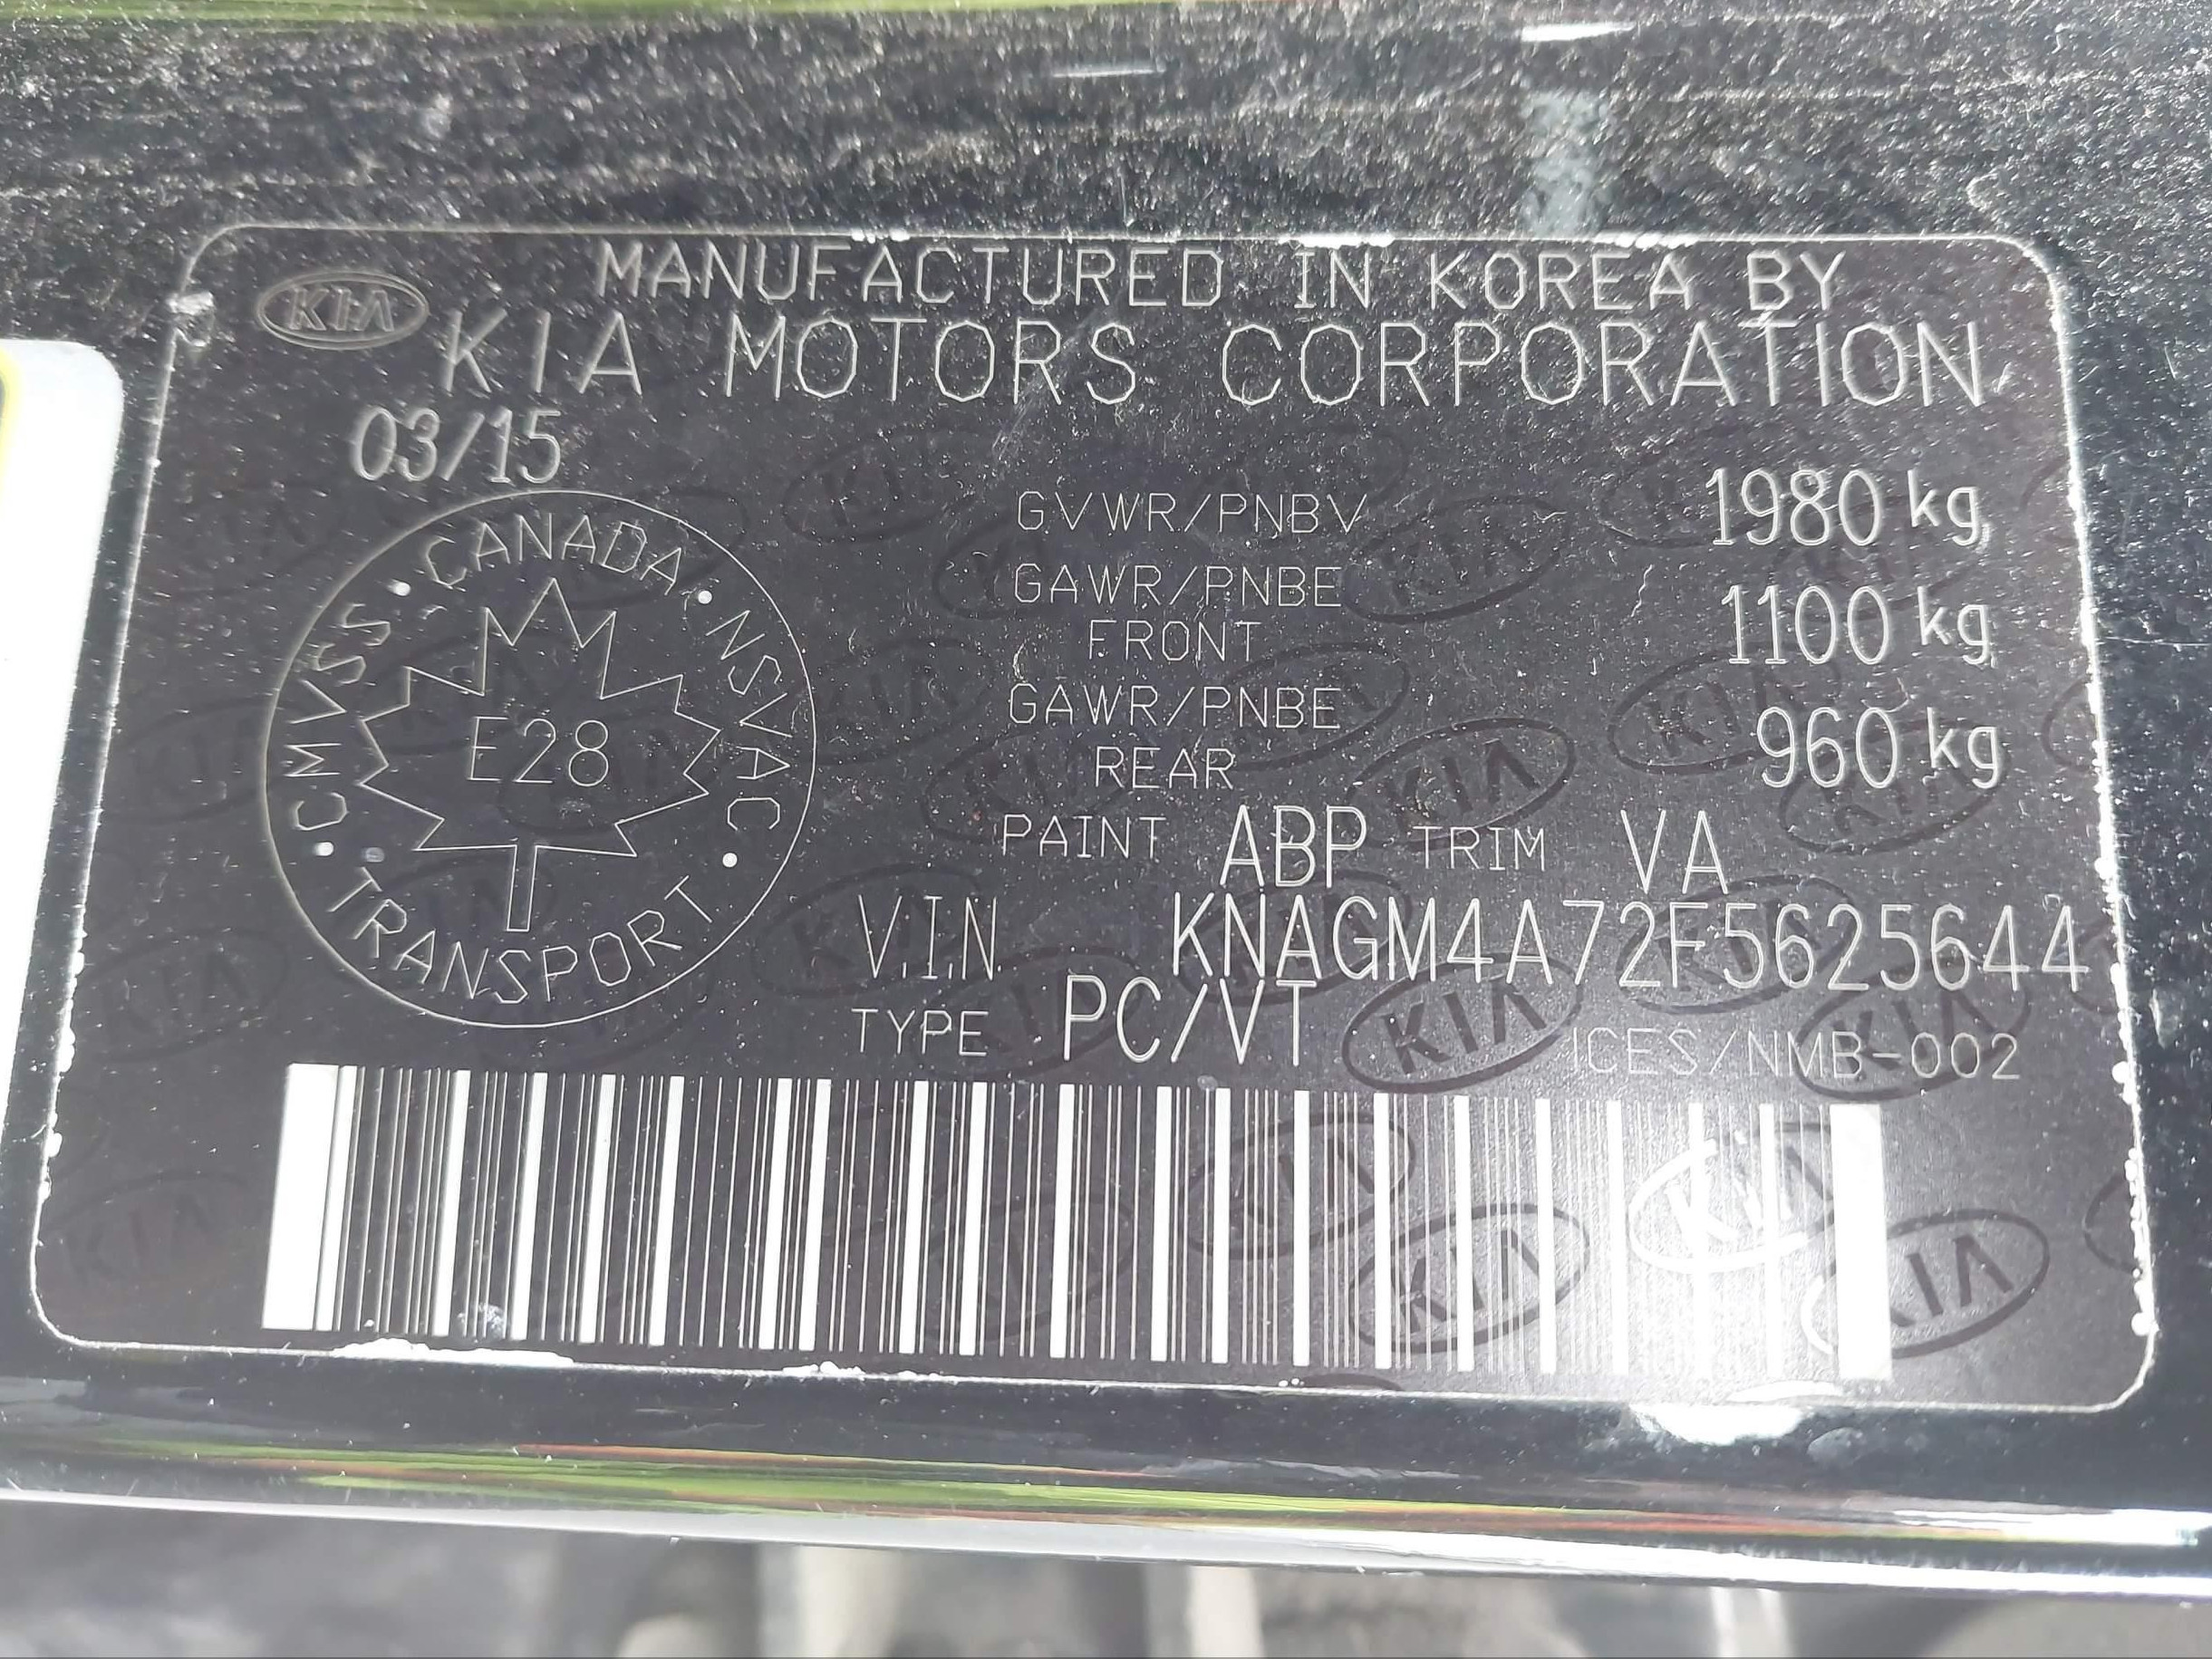 MANUFACTURED IN KOREA BY
KIA
KIA MOTORS CORPORATION
03/15
GVWR/PNBV 1980 kg
GAWR/PNBE FRONT 1100 kg
GAWR/PNBE REAR 960 kg
CMVSS • CANADA • NSVAC • TRANSPORT •
E28
PAINT ABP TRIM VA
V.I.N. KNAGM4A72F5625644
TYPE PC/VT ICES/NMB-002